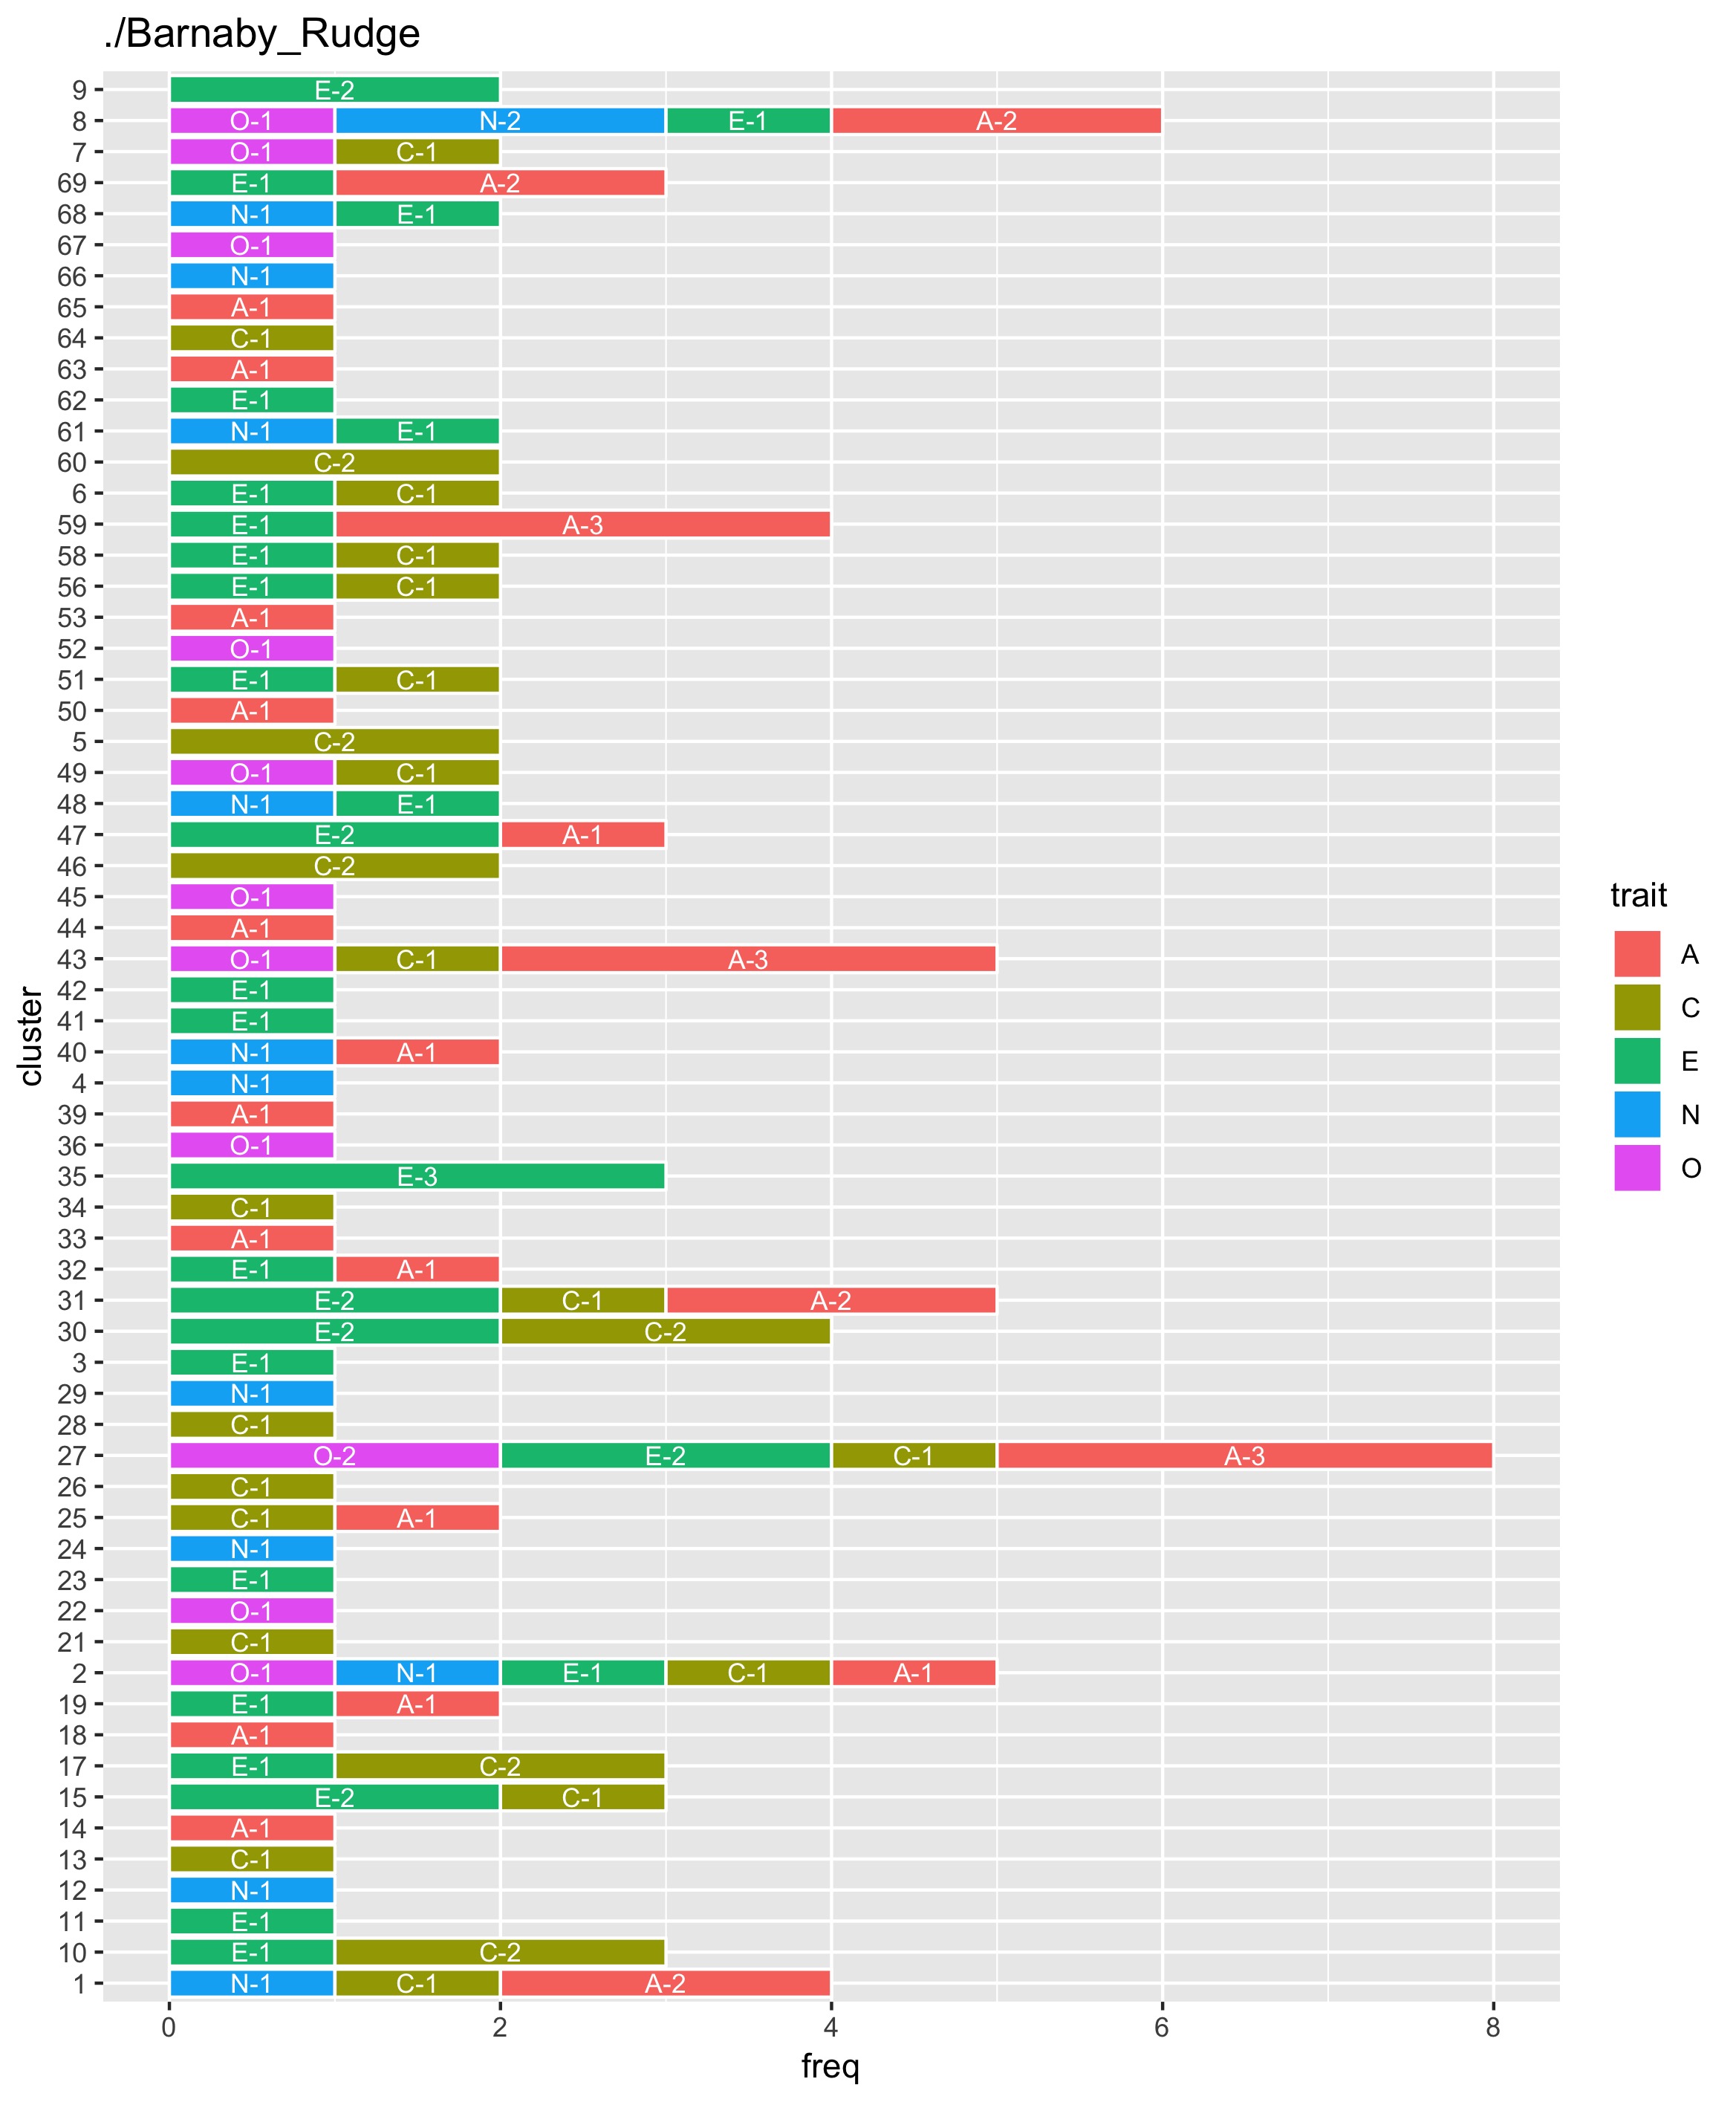 ./Barnaby_Rudge
9 E-2
8 O-1 N-2 E-1 A-2
7 O-1 C-1
69 E-1 A-2
68 N-1 E-1
67 O-1
66 N-1
65 A-1
64 C-1
63 A-1
62 E-1
61 N-1 E-1
60 C-2
6 E-1 C-1
59 E-1 A-3
58 E-1 C-1
56 E-1 C-1
53 A-1
52 O-1
51 E-1 C-1
50 A-1
5 C-2
49 O-1 C-1
48 N-1 E-1
47 E-2 A-1
46 C-2
45 O-1
44 A-1
43 O-1 C-1 A-3
42 E-1
41 E-1
40 N-1 A-1
4 N-1
39 A-1
36 O-1
35 E-3
34 C-1
33 A-1
32 E-1 A-1
31 E-2 C-1 A-2
30 E-2 C-2
3 E-1
29 N-1
28 C-1
27 O-2 E-2 C-1 A-3
26 C-1
25 C-1 A-1
24 N-1
23 E-1
22 O-1
21 C-1
2 O-1 N-1 E-1 C-1 A-1
19 E-1 A-1
18 A-1
17 E-1 C-2
15 E-2 C-1
14 A-1
13 C-1
12 N-1
11 E-1
10 E-1 C-2
1 N-1 C-1 A-2
0 2 4 6 8
freq
cluster
trait
A
C
E
N
O